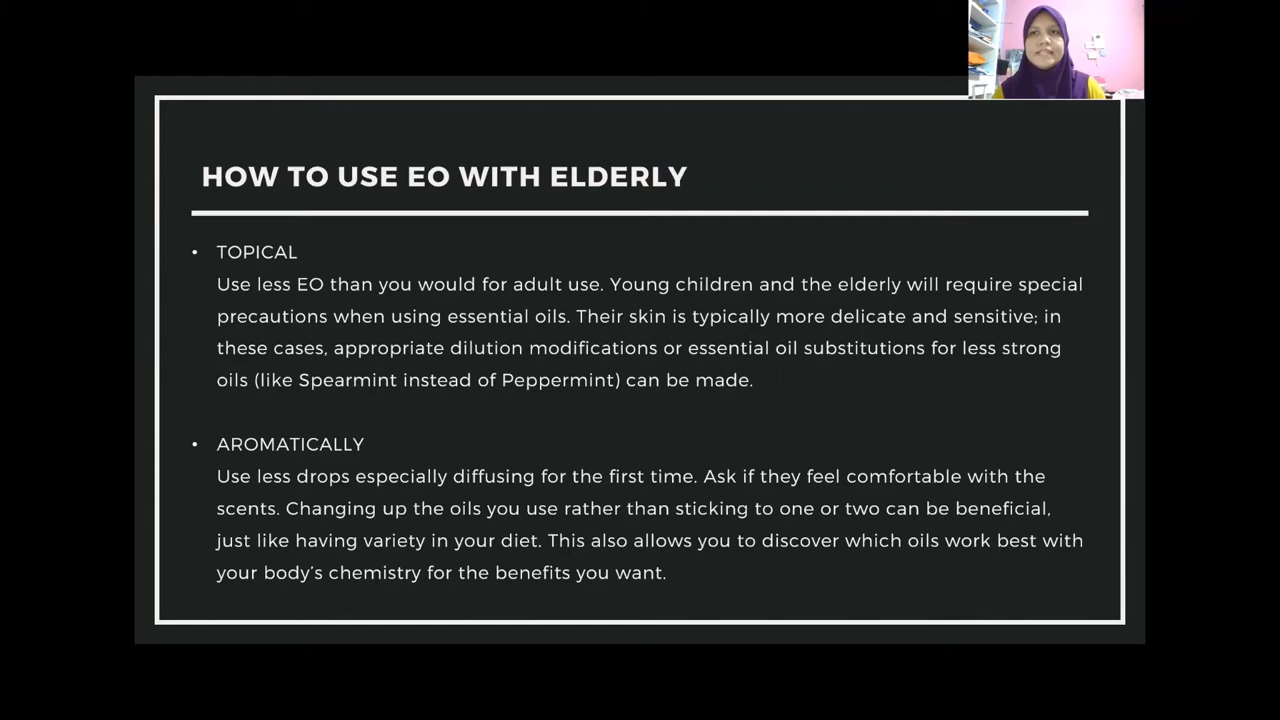 HOW TO USE EO WITH ELDERLY
• TOPICAL
Use less EO than you would for adult use. Young children and the elderly will require special
precautions when using essential oils. Their skin is typically more delicate and sensitive; in
these cases, appropriate dilution modifications or essential oil substitutions for less strong
oils (like Spearmint instead of Peppermint) can be made.
• AROMATICALLY
Use less drops especially diffusing for the first time. Ask if they feel comfortable with the
scents. Changing up the oils you use rather than sticking to one or two can be beneficial,
just like having variety in your diet. This also allows you to discover which oils work best with
your body's chemistry for the benefits you want.